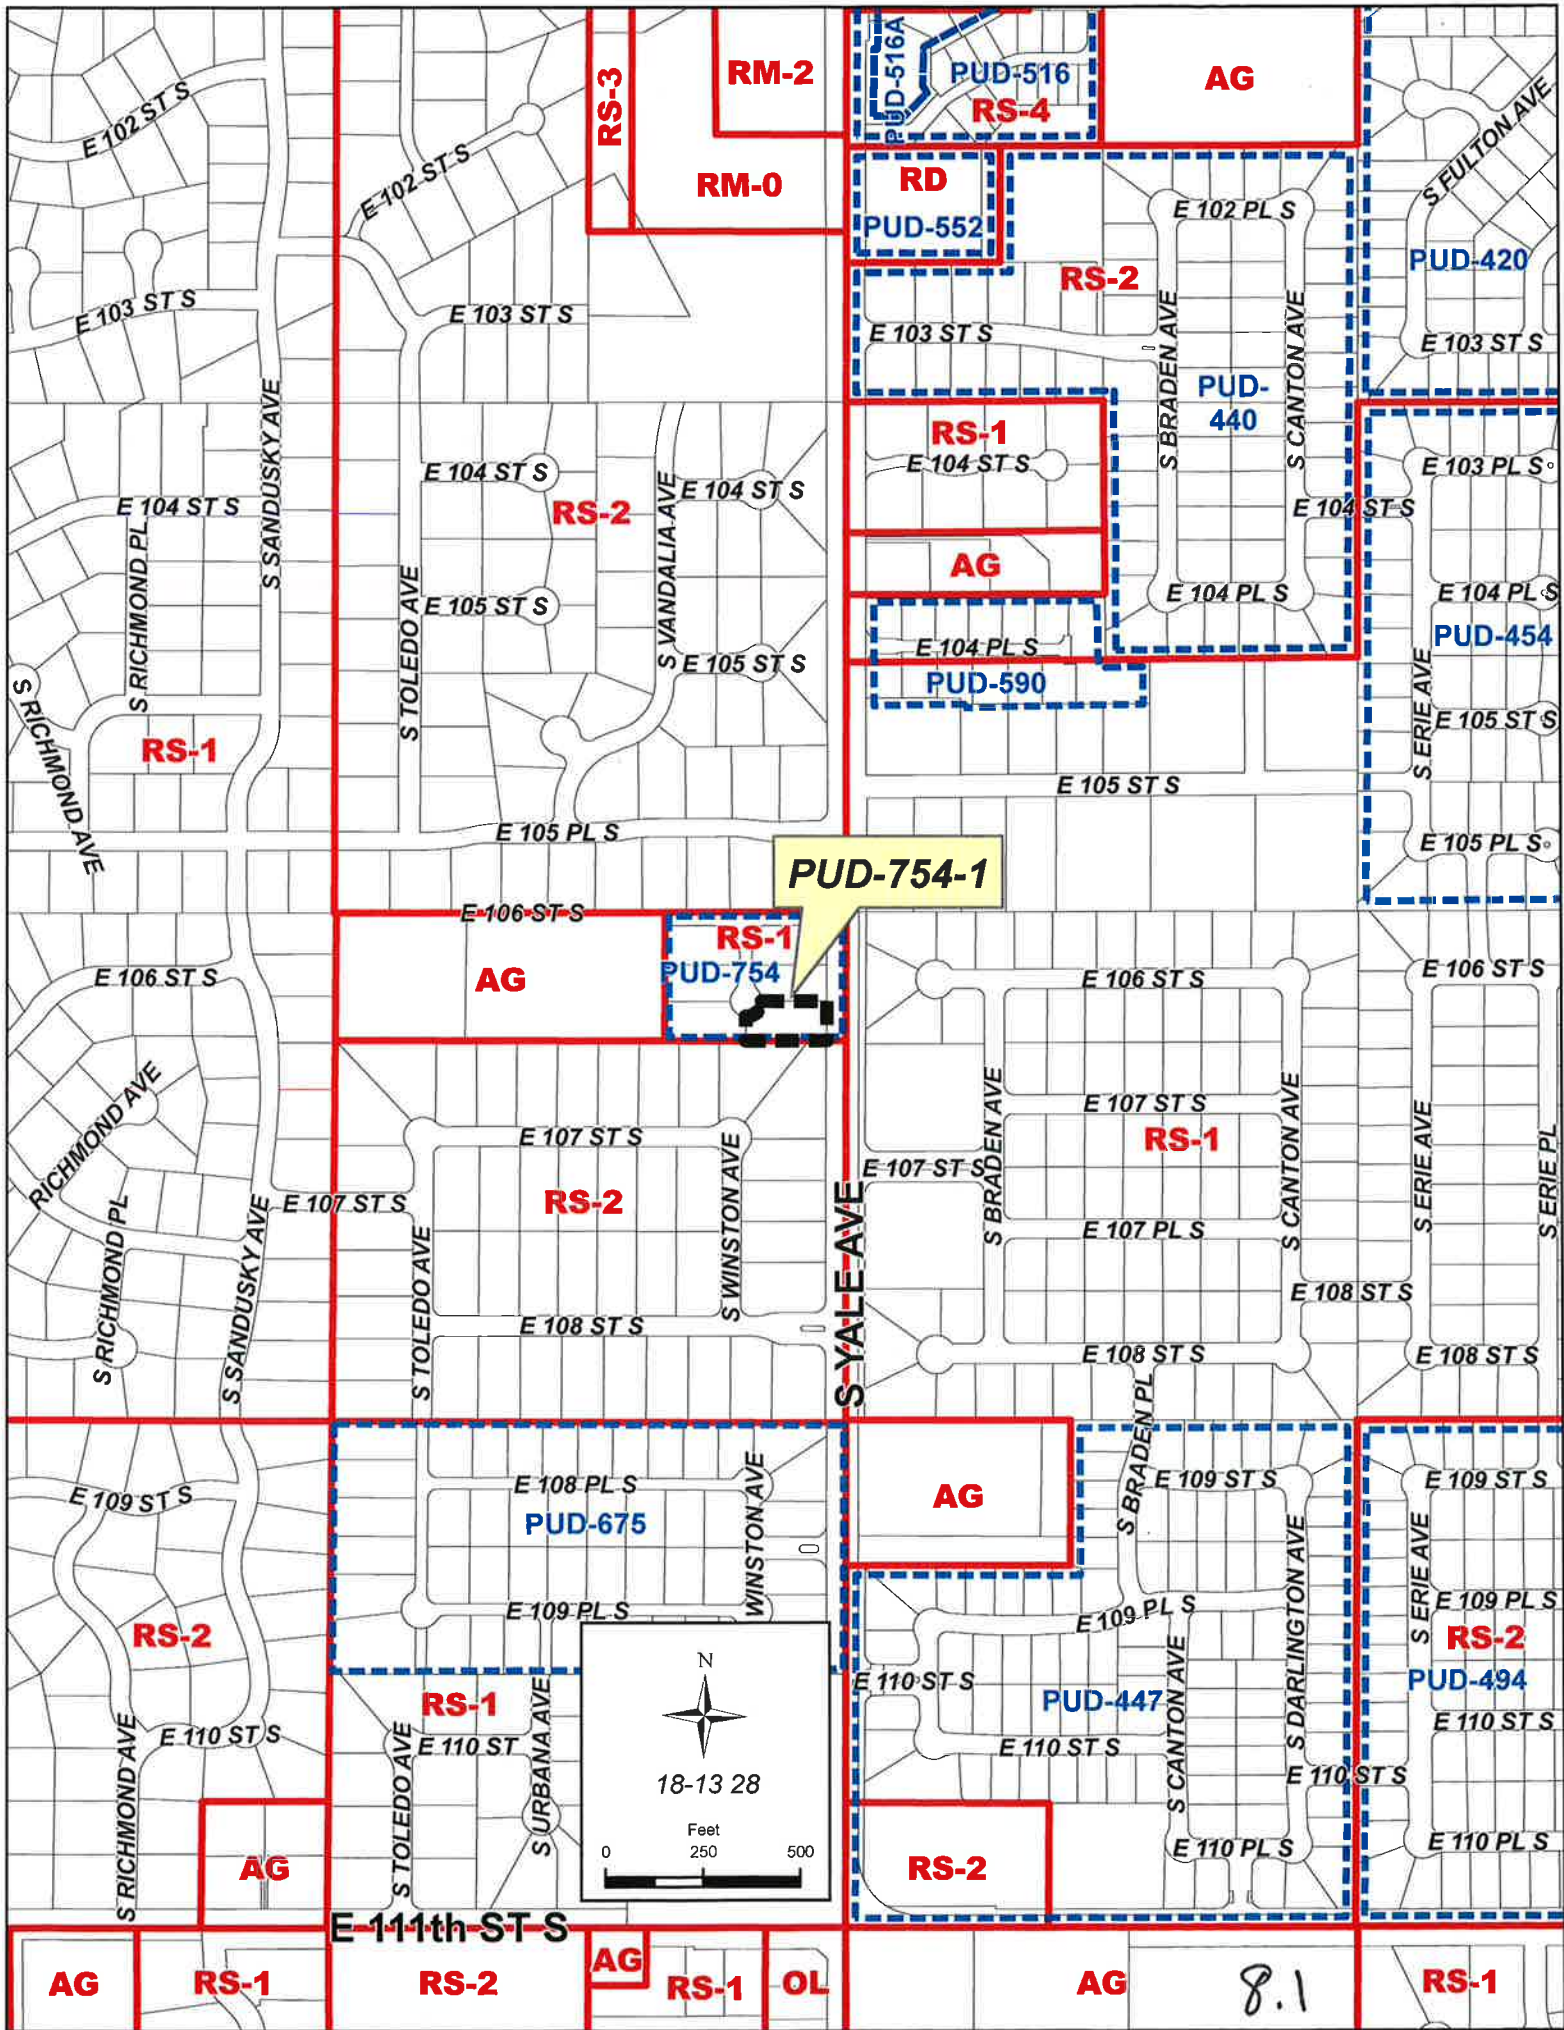 RM-2
PUD-516A
PUD-516
RS-4
AG
RS-3
RM-0
RD
PUD-552
E 102 ST S
E 102 ST S
E 102 PL S
S FULTON AVE
PUD-420
RS-2
E 103 ST S
E 103 ST S
E 103 ST S
E 103 ST S
S BRADEN AVE
S CANTON AVE
PUD-
440
S SANDUSKY AVE
RS-1
E 104 ST S
E 103 PL S
E 104 ST S
E 104 ST S
E 104 ST S
E 104 ST S
RS-2
S RICHMOND PL
S VANDALIA AVE
AG
E 104 PL S
E 104 PL S
E 105 ST S
S TOLEDO AVE
PUD-454
E 104 PL S
E 105 ST S
PUD-590
S RICHMOND AVE
RS-1
S ERIE AVE
E 105 ST S
E 105 ST S
E 105 PL S
E 105 PL S
PUD-754-1
E 106 ST S
RS-1
PUD-754
AG
E 106 ST S
E 106 ST S
E 106 ST S
RICHMOND AVE
S BRADEN AVE
S CANTON AVE
E 107 ST S
RS-1
E 107 ST S
S WINSTON AVE
E 107 ST S
S ERIE AVE
S ERIE PL
RS-2
E 107 ST S
S RICHMOND PL
S SANDUSKY AVE
S TOLEDO AVE
S YALE AVE
E 107 PL S
E 108 ST S
E 108 ST S
E 108 ST S
E 108 ST S
S BRADEN PL
E 108 PL S
PUD-675
WINSTON AVE
AG
E 109 ST S
E 109 ST S
E 109 ST S
S DARLINGTON AVE
S ERIE AVE
E 109 PL S
E 109 PL S
E 109 PL S
RS-2
RS-2
PUD-494
E 110 ST S
PUD-447
S CANTON AVE
RS-1
S URBANA AVE
N
E 110 ST S
E 110 ST
E 110 ST S
E 110 ST S
S RICHMOND AVE
S TOLEDO AVE
18-13 28
E 110 ST S
Feet
0 250 500
AG
RS-2
E 110 PL S
E 110 PL S
E 111th ST S
AG
RS-1
RS-2
AG
RS-1
OL
AG
8.1
RS-1